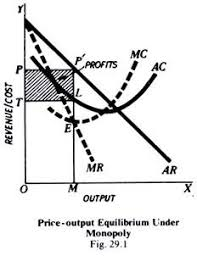 Y
MC
P
P'
PROFITS
AC
T
L
E
REVENUE/COST
MR
AR
O
M
X
OUTPUT
Price-output Equilibrium Under
Monopoly
Fig. 29.1